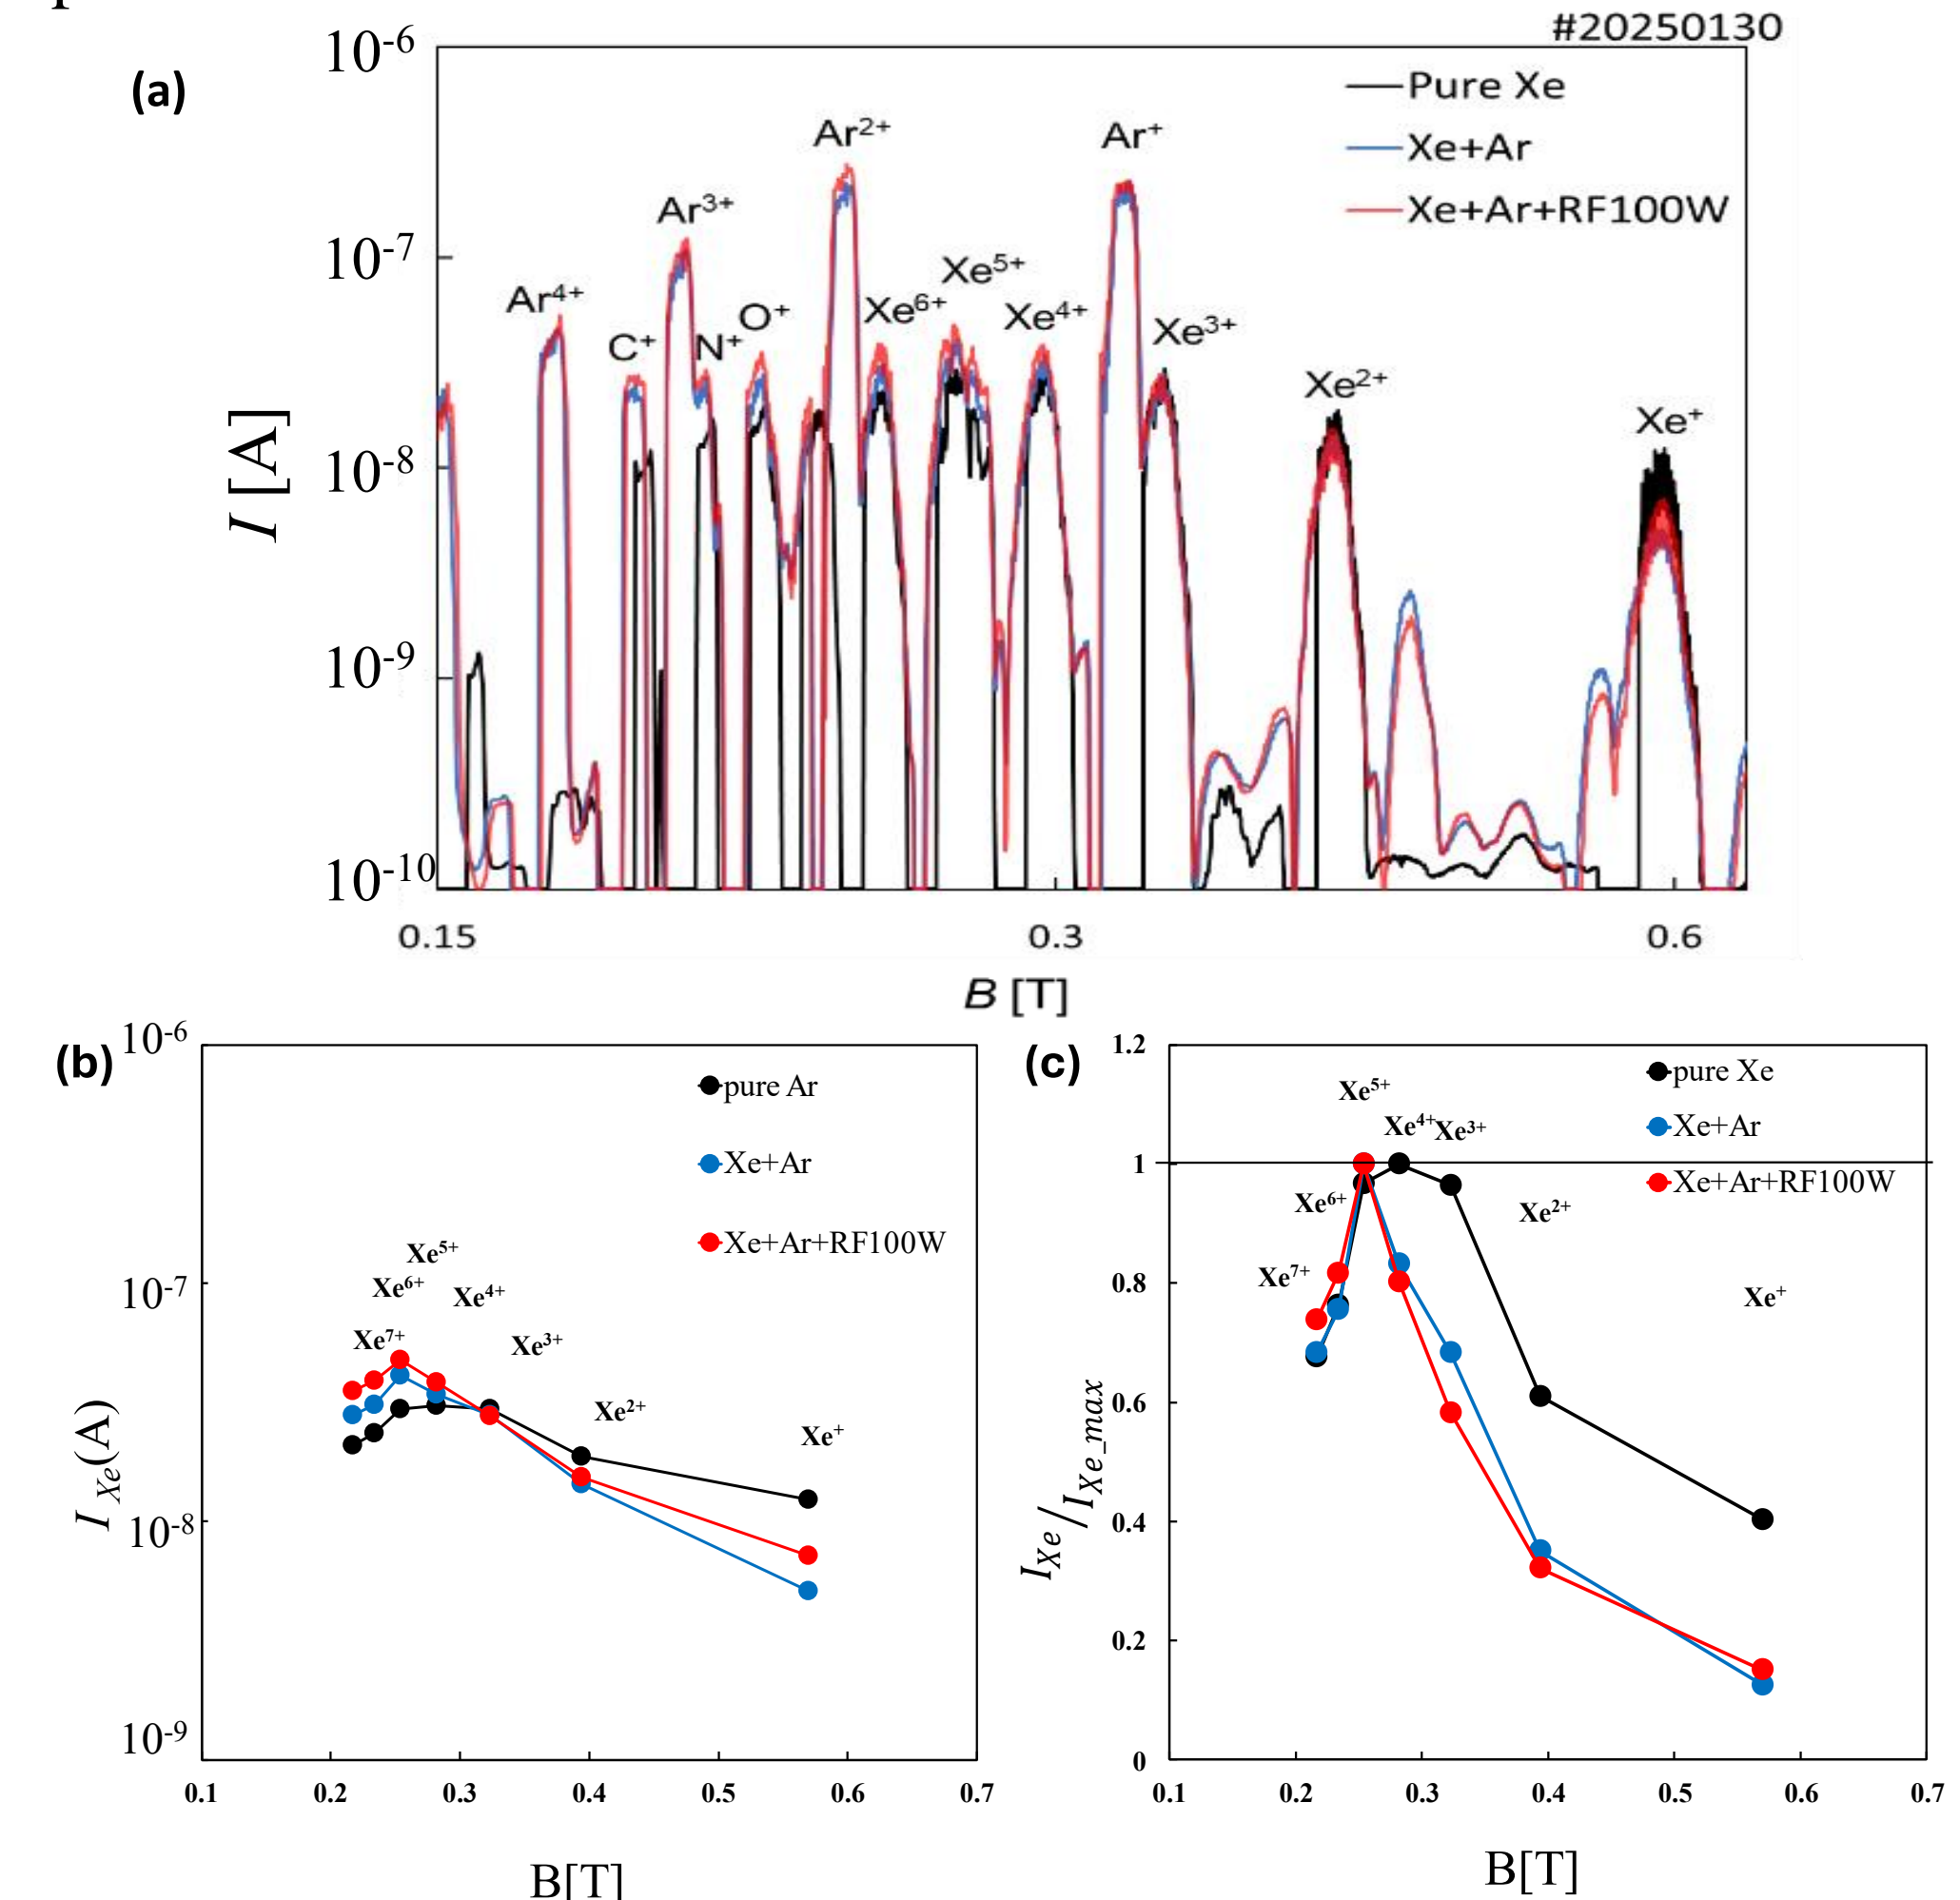 #20250130
(a)
10⁻⁶
10⁻⁷
10⁻⁸
10⁻⁹
10⁻¹⁰
I [A]
Pure Xe
Xe+Ar
Xe+Ar+RF100W
Ar⁴⁺
C⁺
Ar³⁺
N⁺
O⁺
Ar²⁺
Xe⁶⁺
Xe⁵⁺
Xe⁴⁺
Ar⁺
Xe³⁺
Xe²⁺
Xe⁺
0.15 0.3 0.6
B [T]
(b)
10⁻⁶
10⁻⁷
10⁻⁸
10⁻⁹
I Xe(A)
pure Ar
Xe+Ar
Xe+Ar+RF100W
Xe⁷⁺
Xe⁶⁺
Xe⁵⁺
Xe⁴⁺
Xe³⁺
Xe²⁺
Xe⁺
0.1 0.2 0.3 0.4 0.5 0.6 0.7
B[T]
(c)
1.2
1
0.8
0.6
0.4
0.2
0
I_Xe/I_Xe_max
pure Xe
Xe+Ar
Xe+Ar+RF100W
Xe⁷⁺
Xe⁶⁺
Xe⁵⁺
Xe⁴⁺
Xe³⁺
Xe²⁺
Xe⁺
0.1 0.2 0.3 0.4 0.5 0.6 0.7
B[T]